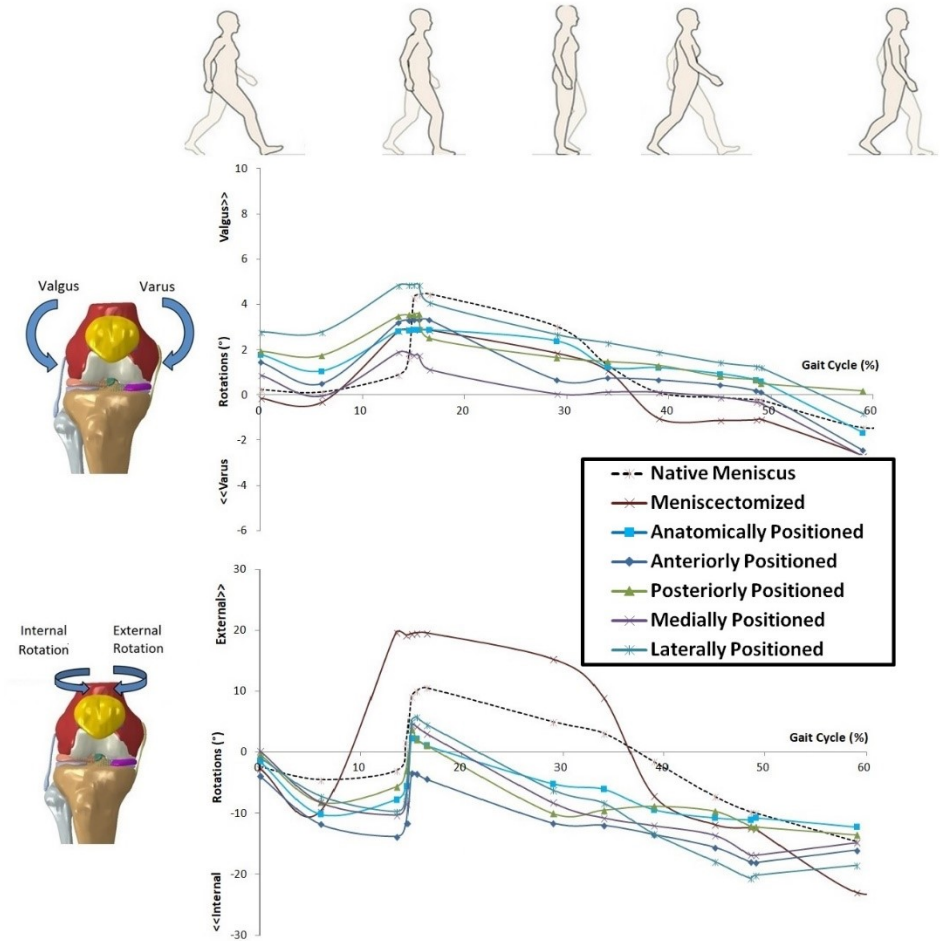 10
Valgus>>
8
6
Valgus Varus
4
2
Rotations (°)
Gait Cycle (%)
0
0 10 20 30 40 50 60
-2
<<Varus
-4
-6
Native Meniscus
Meniscectomized
Anatomically Positioned
Anteriorly Positioned
Posteriorly Positioned
Medially Positioned
Laterally Positioned
30
External>>
20
Internal
Rotation
External
Rotation
10
Rotations (°)
Gait Cycle (%)
0
0 10 20 30 40 50 60
-10
-20
<<Internal
-30